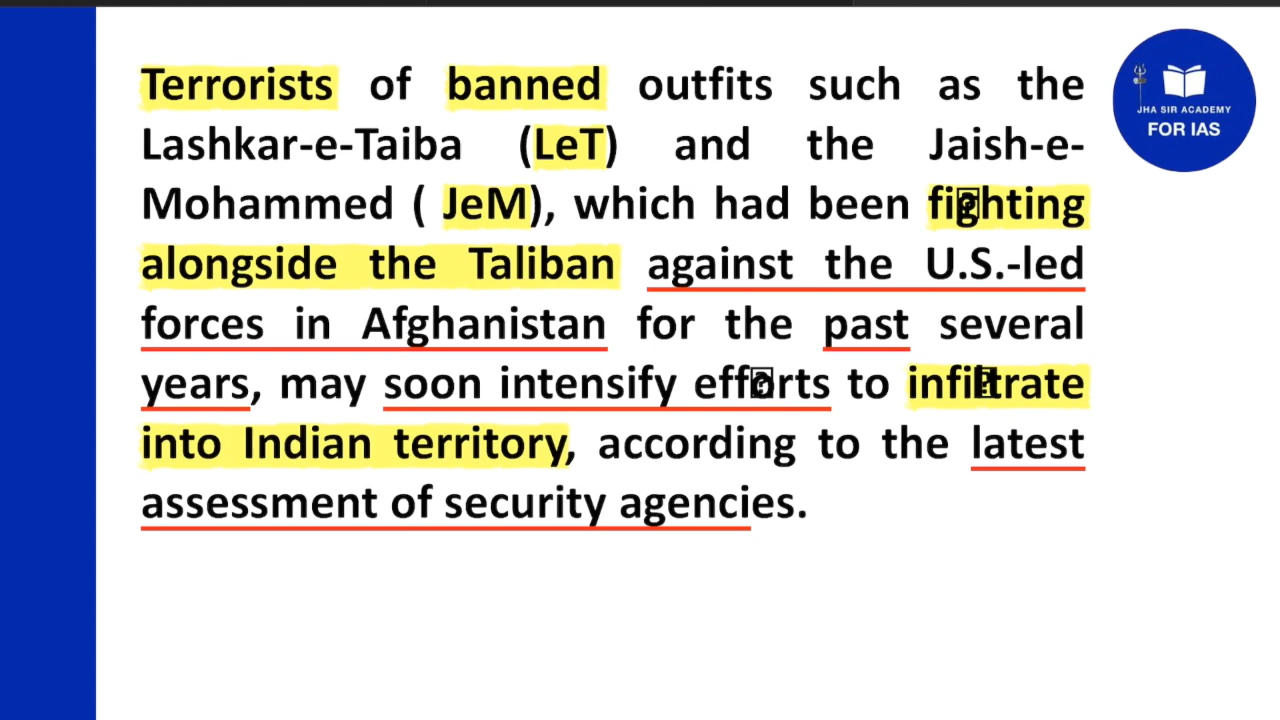 Terrorists of banned outfits such as the
Lashkar-e-Taiba (LeT) and the Jaish-e-
Mohammed ( JeM), which had been fighting
alongside the Taliban against the U.S.-led
forces in Afghanistan for the past several
years, may soon intensify efforts to infiltrate
into Indian territory, according to the latest
assessment of security agencies.
JHA SIR ACADEMY
FOR IAS